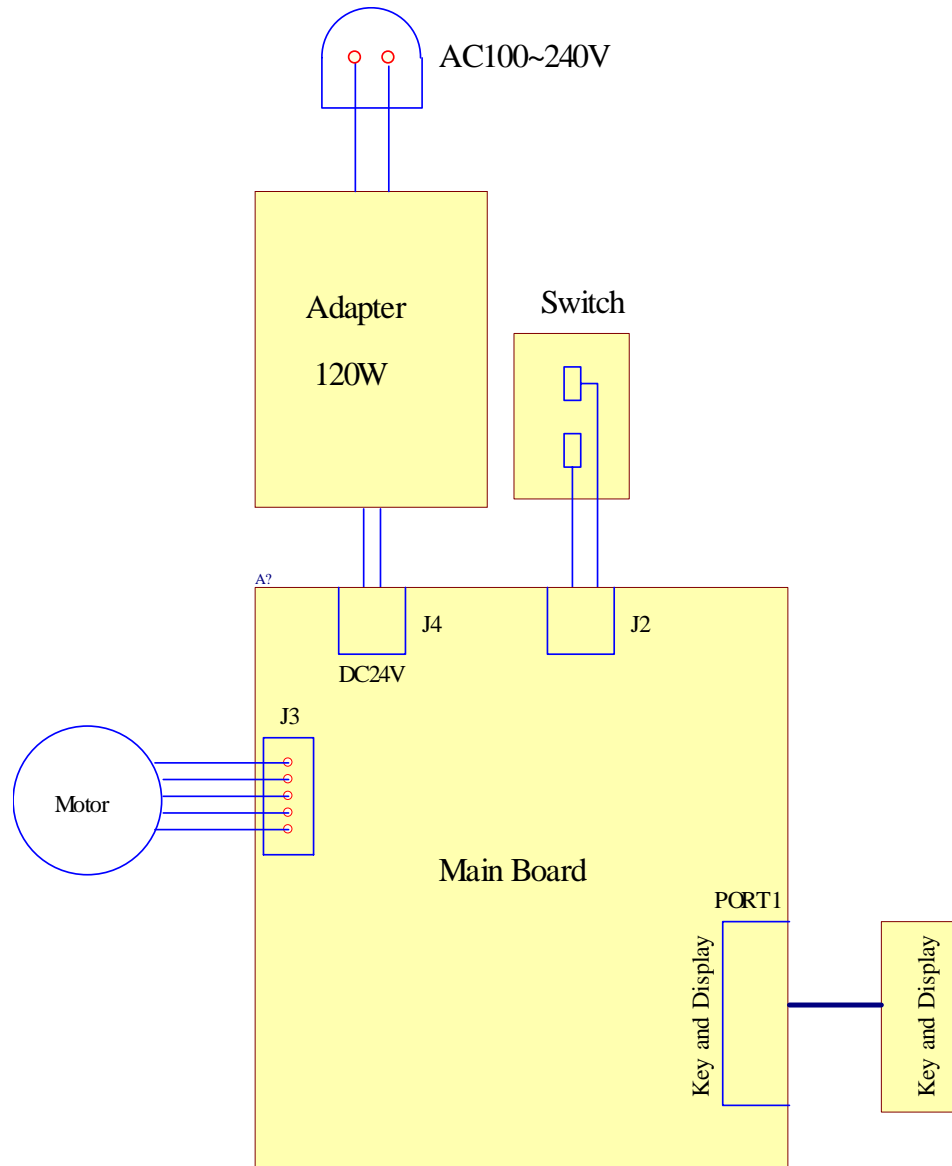 AC100~240V
Adapter
120W
Switch
A?
J4
J2
DC24V
J3
Motor
Main Board
PORT1
Key and Display
Key and Display